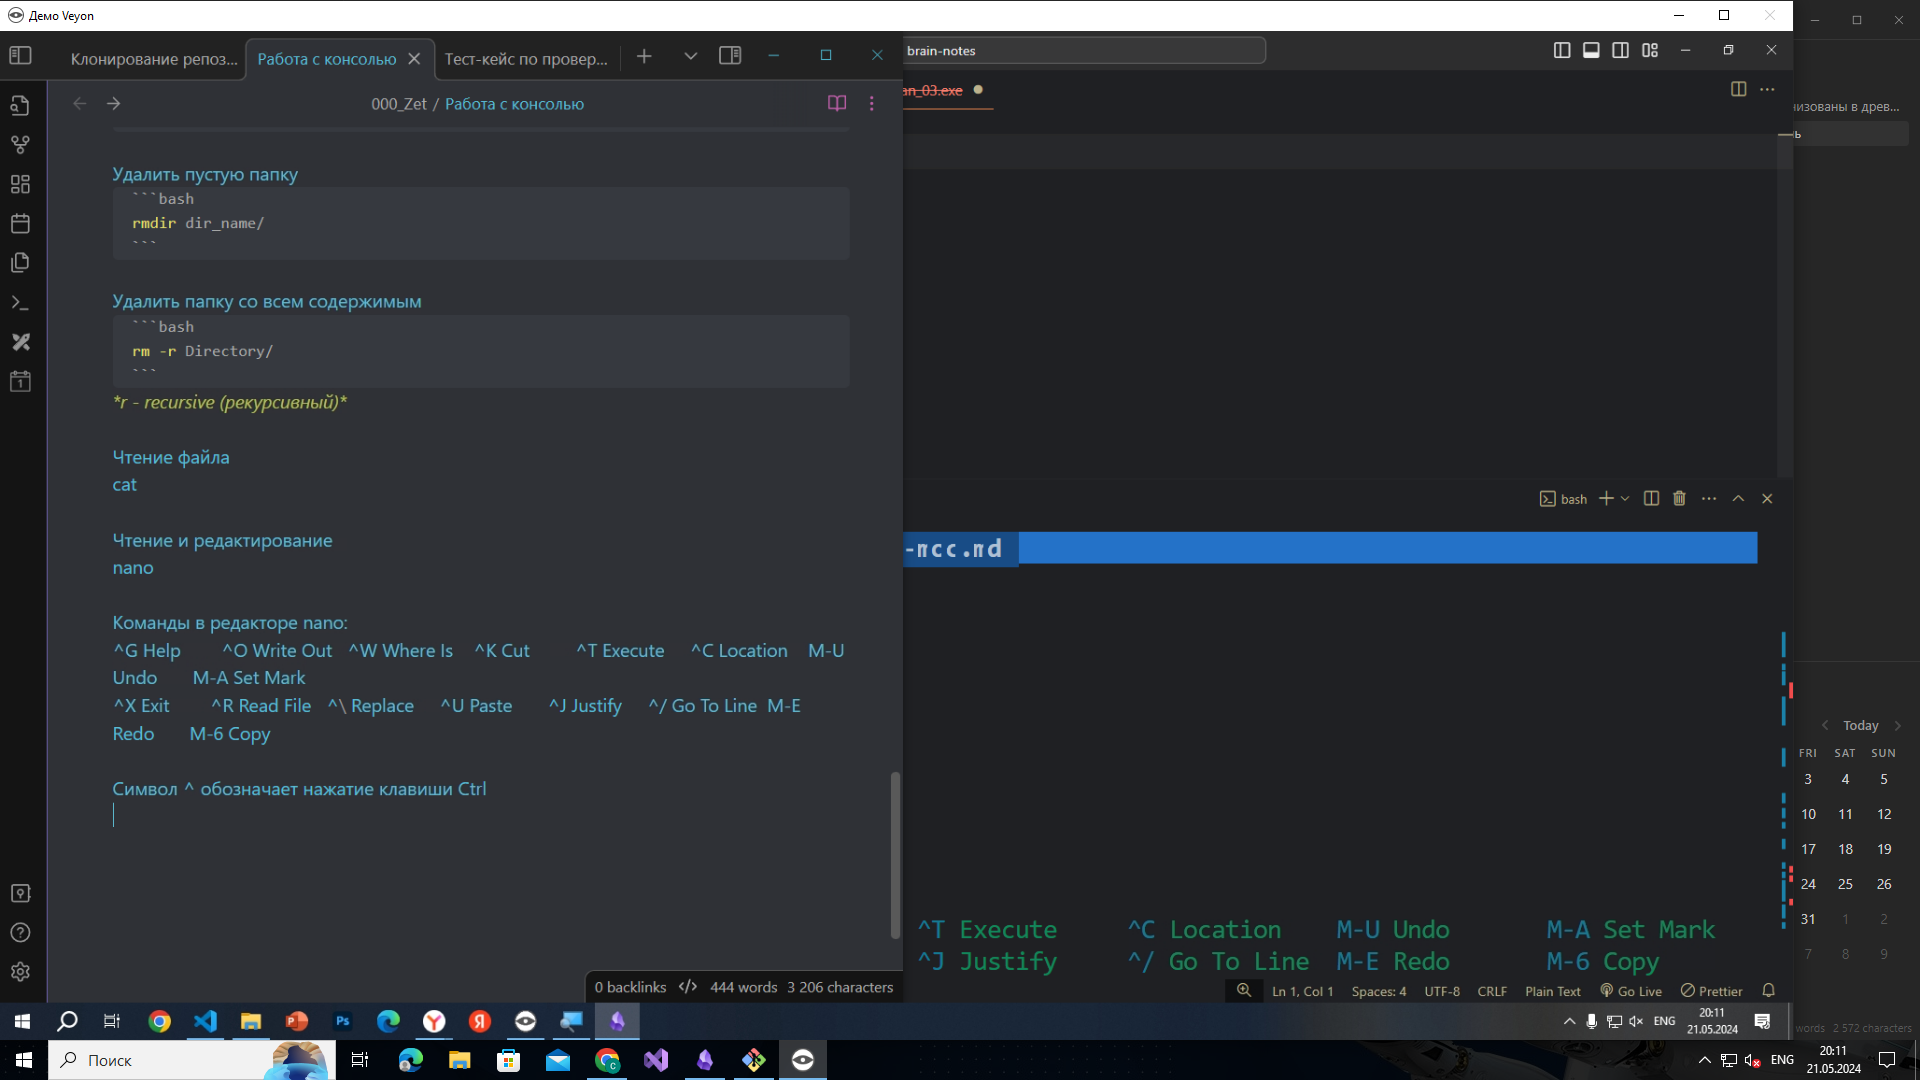 Демо Veyon
Клонирование репоз...
Работа с консолью
Тест-кейс по провер...
brain-notes
000_Zet / Работа с консолью
an_03.exe
низованы в древ...
ь
Удалить пустую папку
```bash
rmdir dir_name/
```
Удалить папку со всем содержимым
```bash
rm -r Directory/
```
*r - recursive (рекурсивный)*
Чтение файла
cat
bash
Чтение и редактирование
nano
-mcc.md
Команды в редакторе nano:
^G Help ^O Write Out ^W Where Is ^K Cut ^T Execute ^C Location M-U
Undo M-A Set Mark
^X Exit ^R Read File ^\ Replace ^U Paste ^J Justify ^/ Go To Line M-E
Redo M-6 Copy
Символ ^ обозначает нажатие клавиши Ctrl
Today
FRI SAT SUN
3 4 5
10 11 12
17 18 19
24 25 26
31 1 2
7 8 9
^T Execute ^C Location M-U Undo M-A Set Mark
^J Justify ^/ Go To Line M-E Redo M-6 Copy
0 backlinks 444 words 3 206 characters
Ln 1, Col 1 Spaces: 4 UTF-8 CRLF Plain Text Go Live Prettier
ENG
20:11
21.05.2024
words 2 572 characters
Поиск
ENG
20:11
21.05.2024